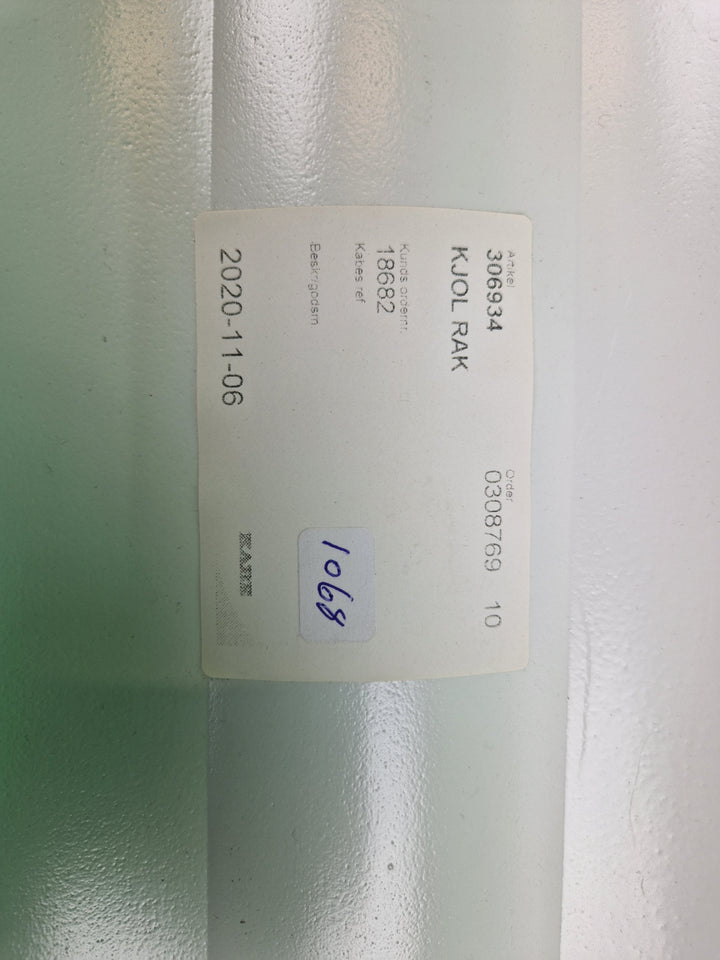 Artikel
306934
Order
0308769 10
KJOL RAK
Kunds ordernr.
18682
Kabes ref
Beskr/godsm
1068
2020-11-06
KABE